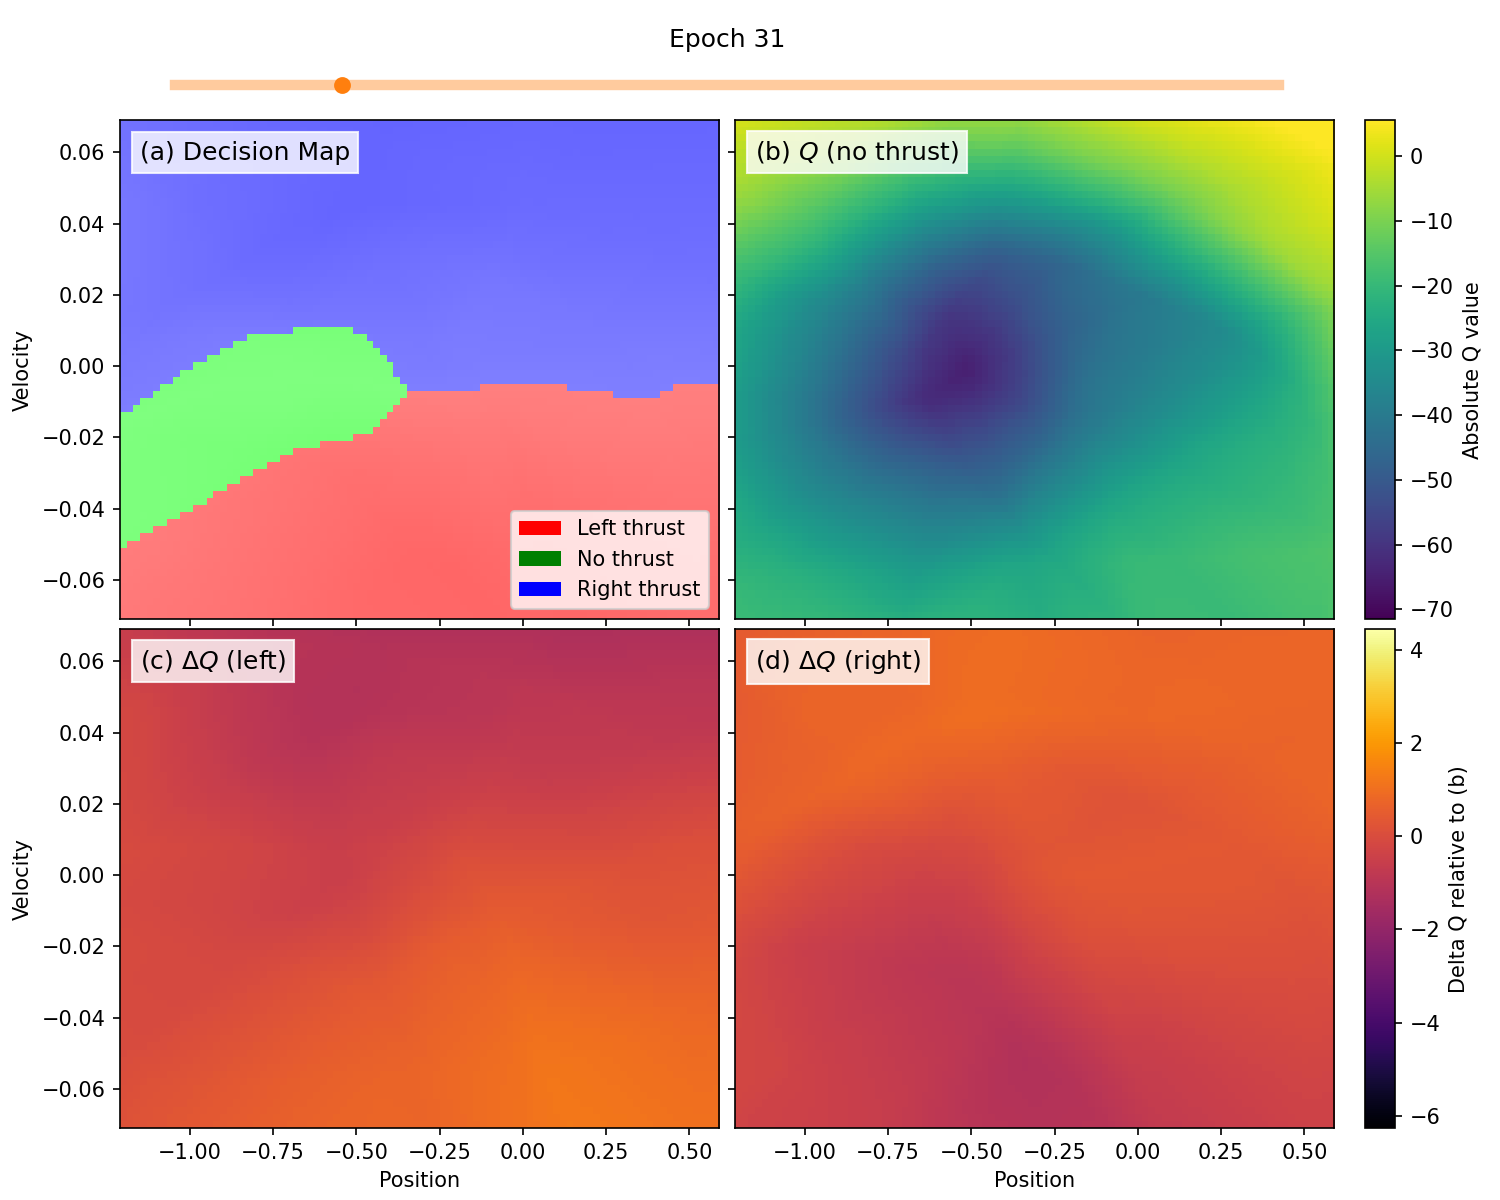 Epoch 31
(a) Decision Map
(b) Q (no thrust)
0.06
0.04
0.02
0.00
−0.02
−0.04
−0.06
Velocity
Left thrust
No thrust
Right thrust
0
−10
−20
−30
−40
−50
−60
−70
Absolute Q value
(c) ΔQ (left)
(d) ΔQ (right)
0.06
0.04
0.02
0.00
−0.02
−0.04
−0.06
Velocity
4
2
0
−2
−4
−6
Delta Q relative to (b)
−1.00 −0.75 −0.50 −0.25 0.00 0.25 0.50
Position
−1.00 −0.75 −0.50 −0.25 0.00 0.25 0.50
Position